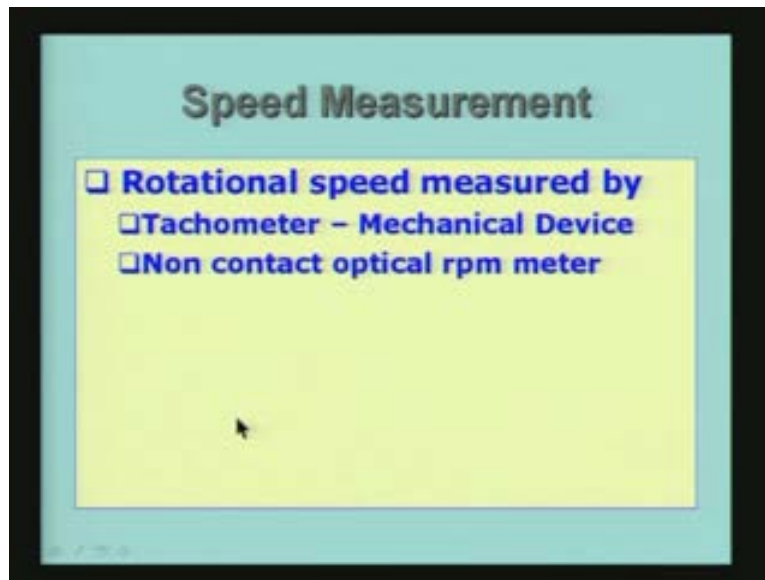 Speed Measurement
❑ Rotational speed measured by
❑Tachometer – Mechanical Device
❑Non contact optical rpm meter